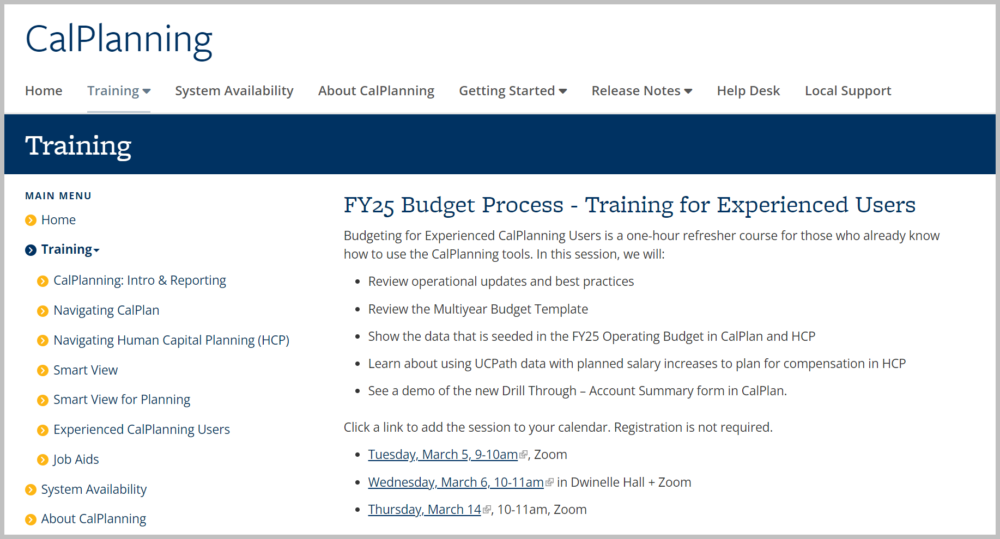 CalPlanning
Home Training System Availability About CalPlanning Getting Started Release Notes Help Desk Local Support
Training
MAIN MENU
Home
Training
CalPlanning: Intro & Reporting
Navigating CalPlan
Navigating Human Capital Planning (HCP)
Smart View
Smart View for Planning
Experienced CalPlanning Users
Job Aids
System Availability
About CalPlanning
FY25 Budget Process - Training for Experienced Users
Budgeting for Experienced CalPlanning Users is a one-hour refresher course for those who already know
how to use the CalPlanning tools. In this session, we will:
• Review operational updates and best practices
• Review the Multiyear Budget Template
• Show the data that is seeded in the FY25 Operating Budget in CalPlan and HCP
• Learn about using UCPath data with planned salary increases to plan for compensation in HCP
• See a demo of the new Drill Through – Account Summary form in CalPlan.
Click a link to add the session to your calendar. Registration is not required.
• Tuesday, March 5, 9-10am, Zoom
• Wednesday, March 6, 10-11am in Dwinelle Hall + Zoom
• Thursday, March 14, 10-11am, Zoom